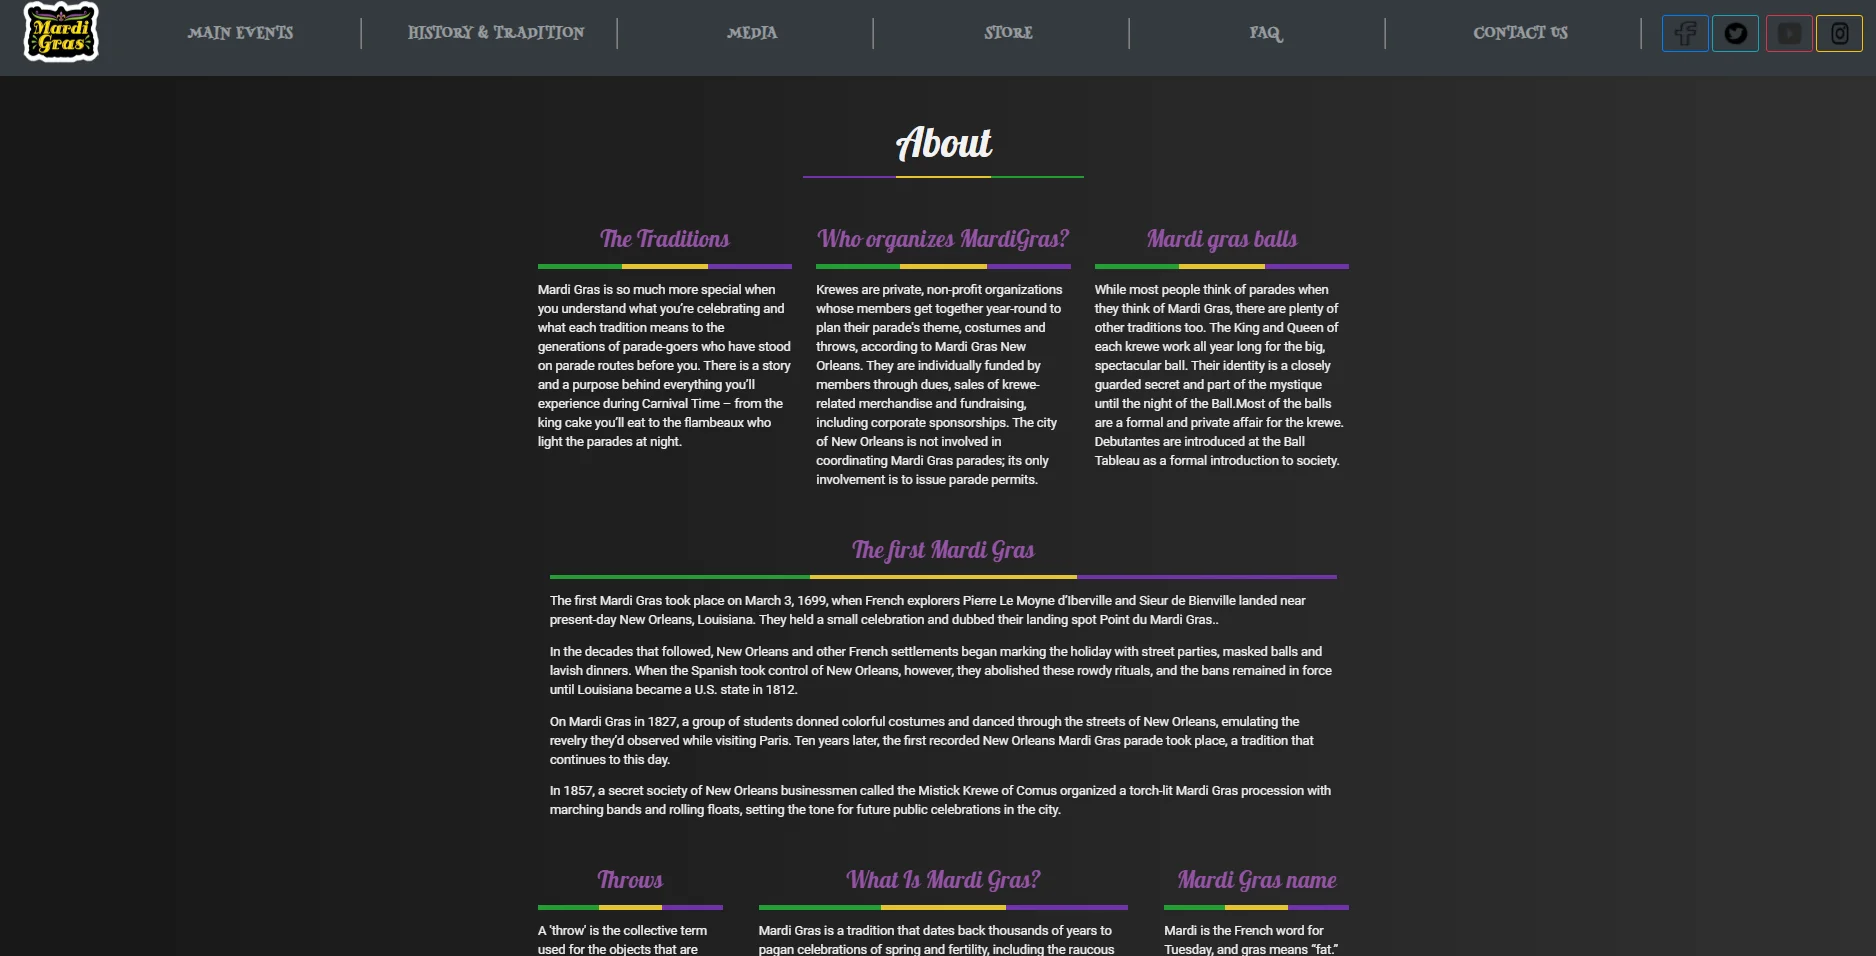 Mardi
Gras
MAIN EVENTS
HISTORY & TRADITION
MEDIA
STORE
FAQ
CONTACT US
About
The Traditions
Mardi Gras is so much more special when
you understand what you’re celebrating and
what each tradition means to the
generations of parade-goers who have stood
on parade routes before you. There is a story
and a purpose behind everything you’ll
experience during Carnival Time – from the
king cake you’ll eat to the flambeaux who
light the parades at night.
Who organizes MardiGras?
Krewes are private, non-profit organizations
whose members get together year-round to
plan their parade's theme, costumes and
throws, according to Mardi Gras New
Orleans. They are individually funded by
members through dues, sales of krewe-
related merchandise and fundraising,
including corporate sponsorships. The city
of New Orleans is not involved in
coordinating Mardi Gras parades; its only
involvement is to issue parade permits.
Mardi gras balls
While most people think of parades when
they think of Mardi Gras, there are plenty of
other traditions too. The King and Queen of
each krewe work all year long for the big,
spectacular ball. Their identity is a closely
guarded secret and part of the mystique
until the night of the Ball.Most of the balls
are a formal and private affair for the krewe.
Debutantes are introduced at the Ball
Tableau as a formal introduction to society.
The first Mardi Gras
The first Mardi Gras took place on March 3, 1699, when French explorers Pierre Le Moyne d’Iberville and Sieur de Bienville landed near
present-day New Orleans, Louisiana. They held a small celebration and dubbed their landing spot Point du Mardi Gras..
In the decades that followed, New Orleans and other French settlements began marking the holiday with street parties, masked balls and
lavish dinners. When the Spanish took control of New Orleans, however, they abolished these rowdy rituals, and the bans remained in force
until Louisiana became a U.S. state in 1812.
On Mardi Gras in 1827, a group of students donned colorful costumes and danced through the streets of New Orleans, emulating the
revelry they’d observed while visiting Paris. Ten years later, the first recorded New Orleans Mardi Gras parade took place, a tradition that
continues to this day.
In 1857, a secret society of New Orleans businessmen called the Mistick Krewe of Comus organized a torch-lit Mardi Gras procession with
marching bands and rolling floats, setting the tone for future public celebrations in the city.
Throws
A 'throw' is the collective term
used for the objects that are
What Is Mardi Gras?
Mardi Gras is a tradition that dates back thousands of years to
pagan celebrations of spring and fertility, including the raucous
Mardi Gras name
Mardi is the French word for
Tuesday, and gras means “fat.”